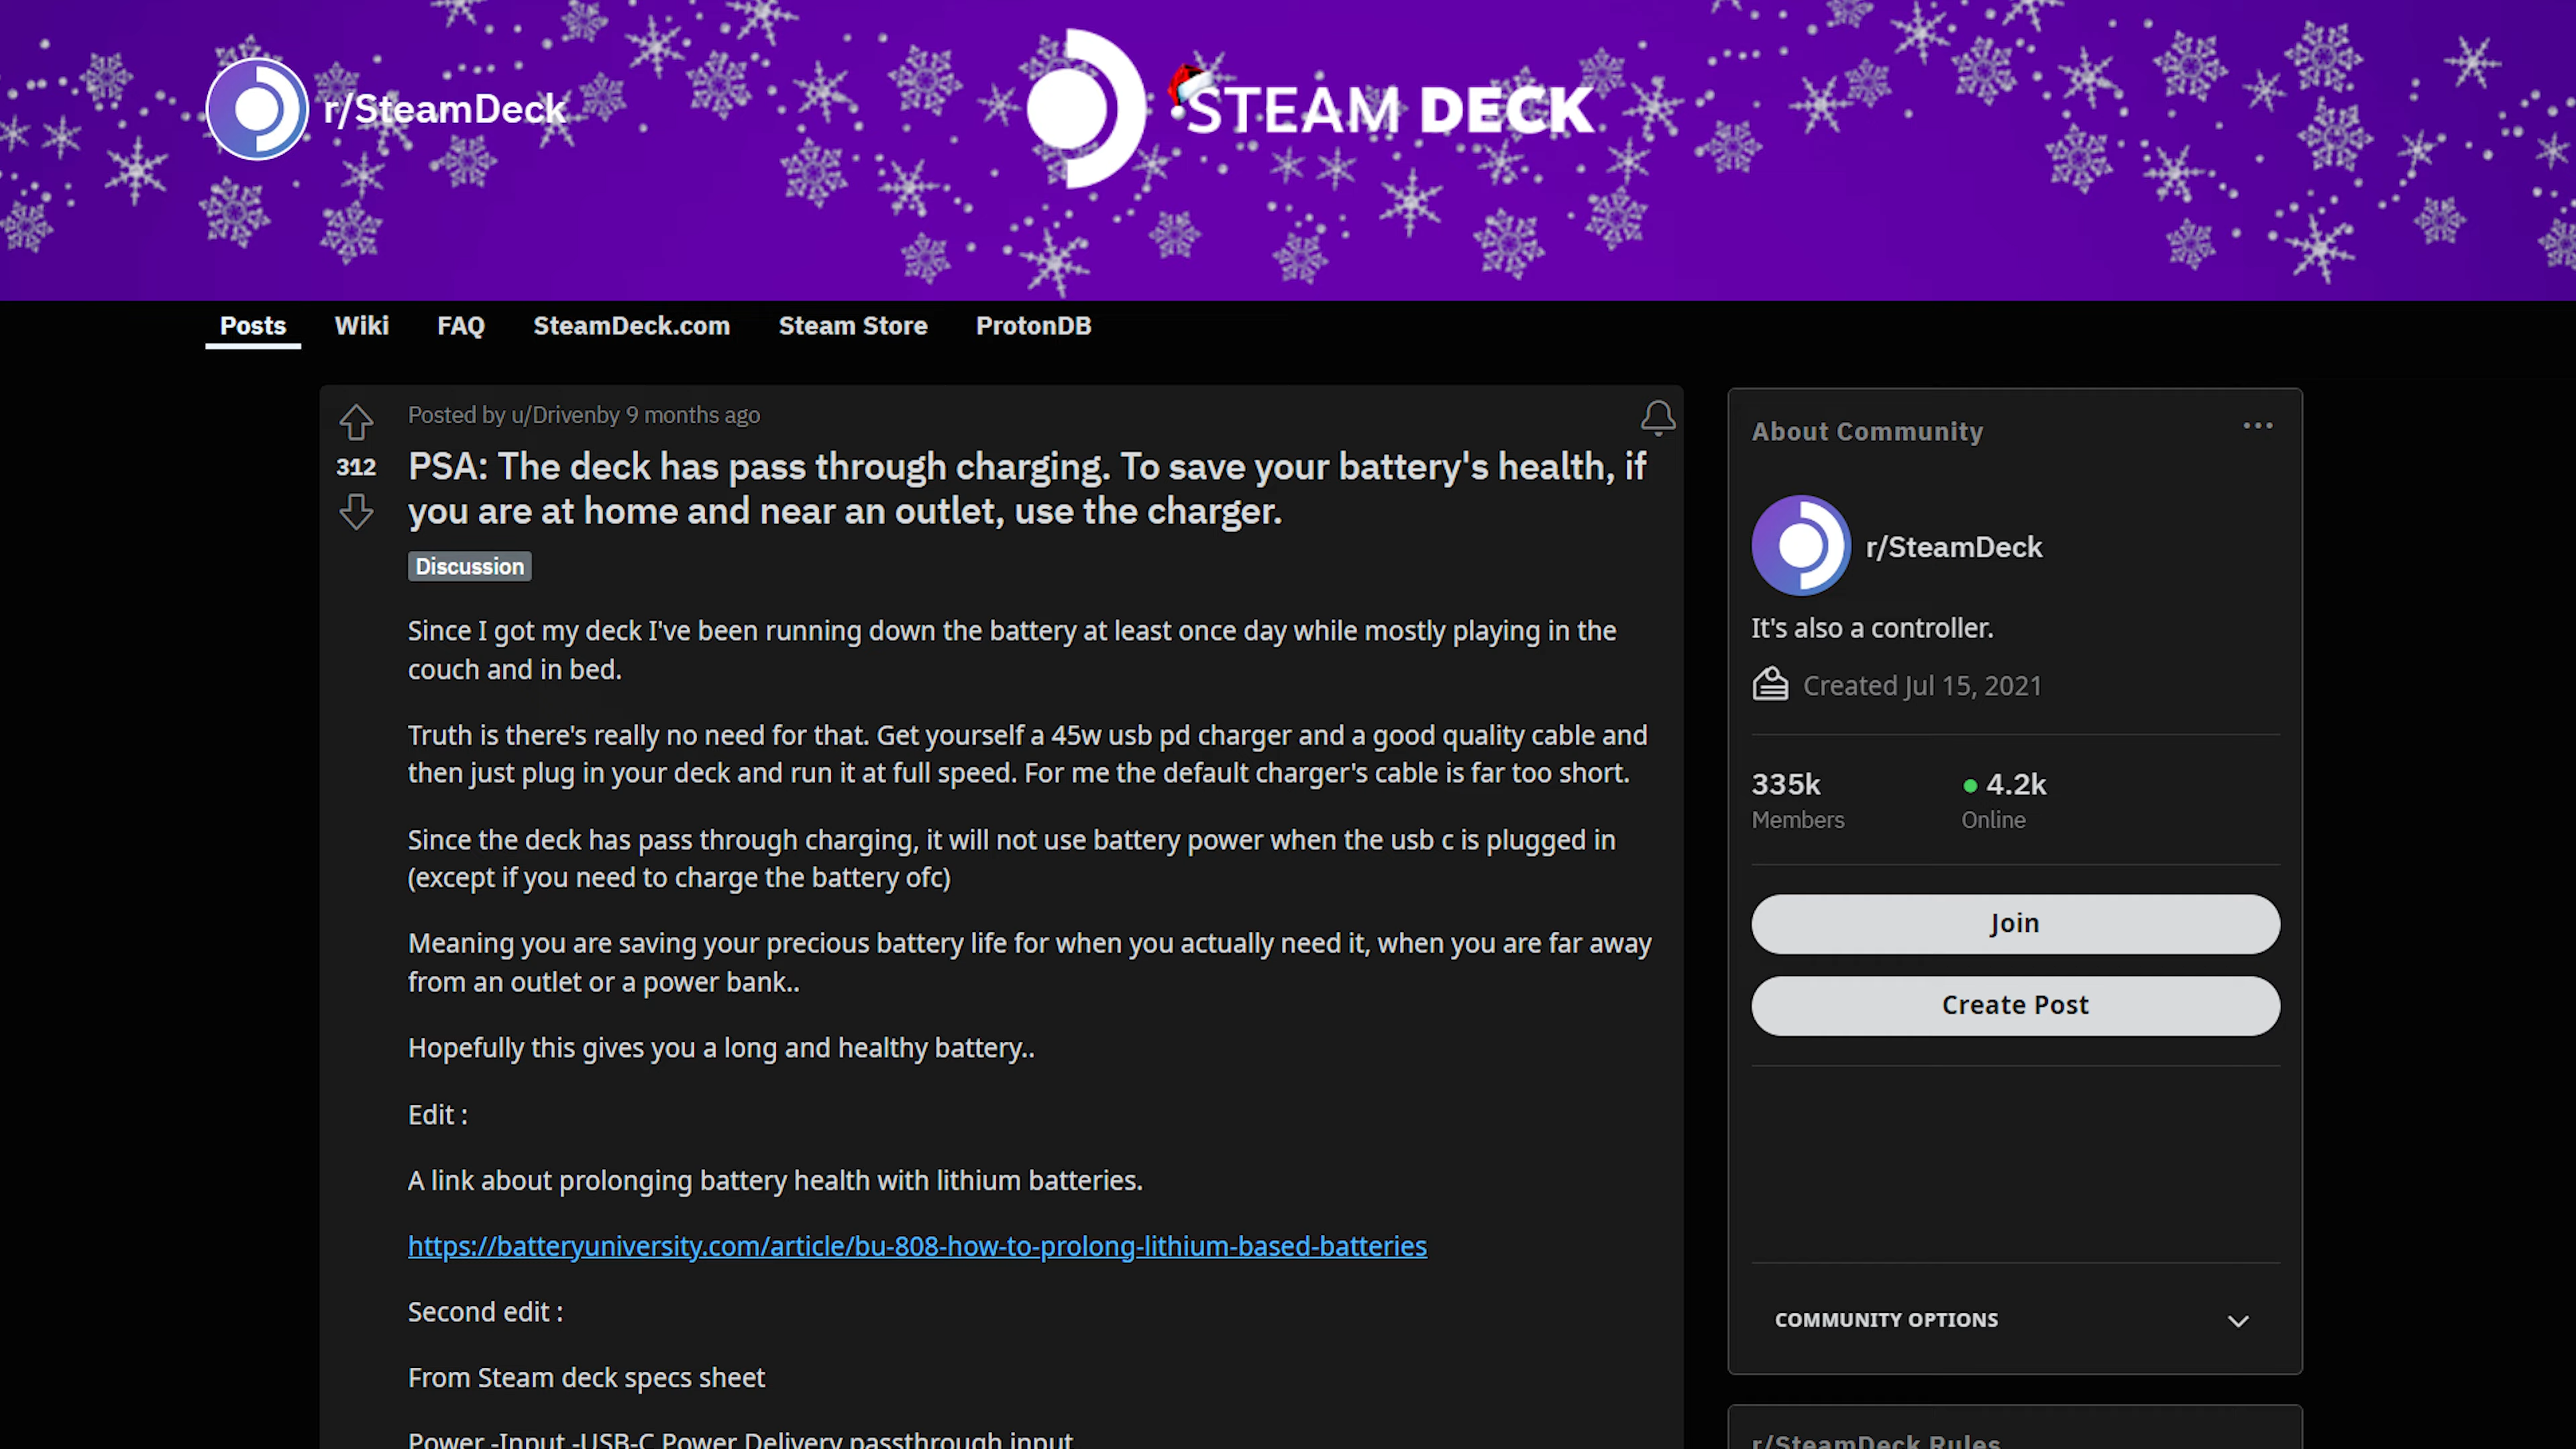 r/SteamDeck
STEAM DECK
Posts Wiki FAQ SteamDeck.com Steam Store ProtonDB
Posted by u/Drivenby 9 months ago
312
PSA: The deck has pass through charging. To save your battery's health, if
you are at home and near an outlet, use the charger.
Discussion
Since I got my deck I've been running down the battery at least once day while mostly playing in the
couch and in bed.
Truth is there's really no need for that. Get yourself a 45w usb pd charger and a good quality cable and
then just plug in your deck and run it at full speed. For me the default charger's cable is far too short.
Since the deck has pass through charging, it will not use battery power when the usb c is plugged in
(except if you need to charge the battery ofc)
Meaning you are saving your precious battery life for when you actually need it, when you are far away
from an outlet or a power bank..
Hopefully this gives you a long and healthy battery..
Edit :
A link about prolonging battery health with lithium batteries.
https://batteryuniversity.com/article/bu-808-how-to-prolong-lithium-based-batteries
Second edit :
From Steam deck specs sheet
Power -Input -USB-C Power Delivery passthrough input
About Community
r/SteamDeck
It's also a controller.
Created Jul 15, 2021
335k 4.2k
Members Online
Join
Create Post
COMMUNITY OPTIONS
r/SteamDeck Rules